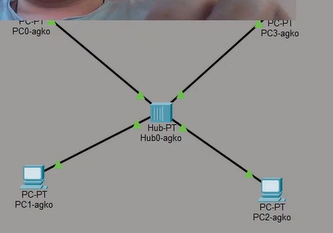 PC-PT
PC0-agko
PC-PT
PC3-agko
Hub-PT
Hub0-agko
PC-PT
PC1-agko
PC-PT
PC2-agko